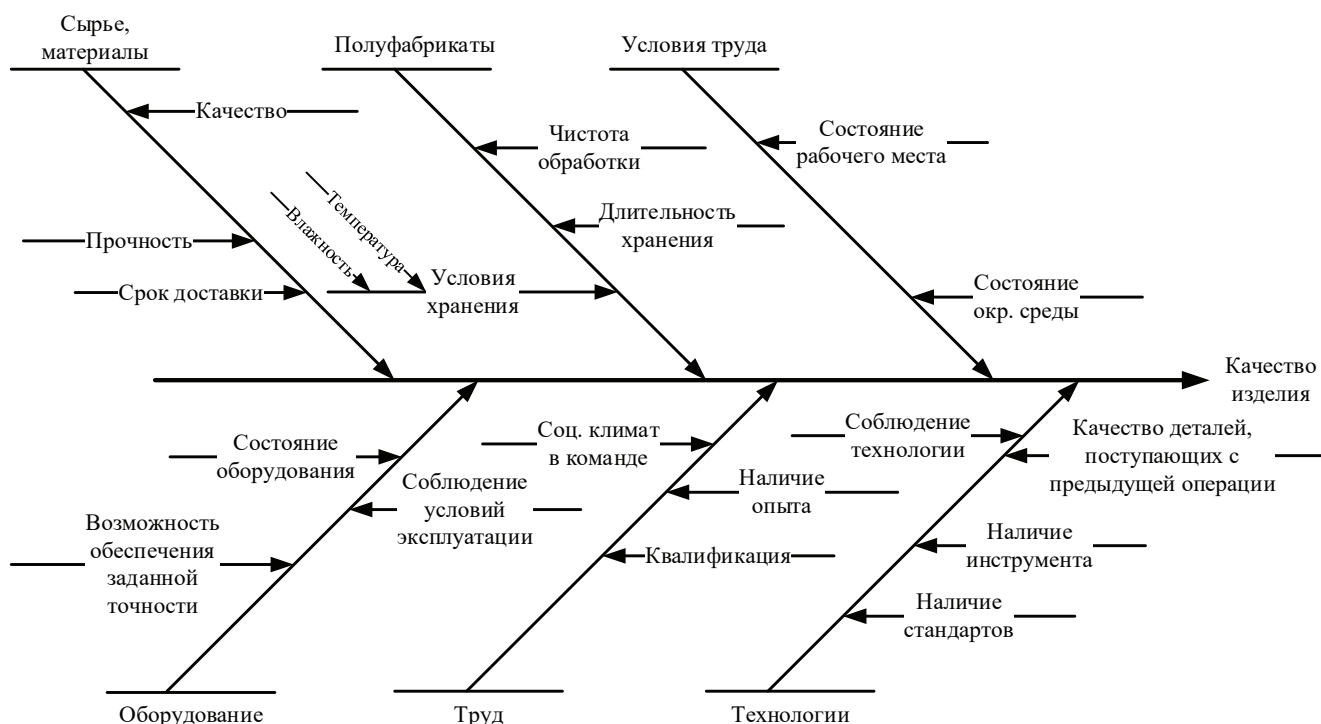 Сырье,
материалы
Полуфабрикаты
Условия труда
Качество
Чистота
обработки
Состояние
рабочего места
Температура
Влажность
Длительность
хранения
Прочность
Срок доставки
Условия
хранения
Состояние
окр. среды
Качество
изделия
Состояние
оборудования
Соц. климат
в команде
Соблюдение
технологии
Качество деталей,
поступающих с
предыдущей операции
Соблюдение
условий
эксплуатации
Наличие
опыта
Возможность
обеспечения
заданной
точности
Квалификация
Наличие
инструмента
Наличие
стандартов
Оборудование
Труд
Технологии